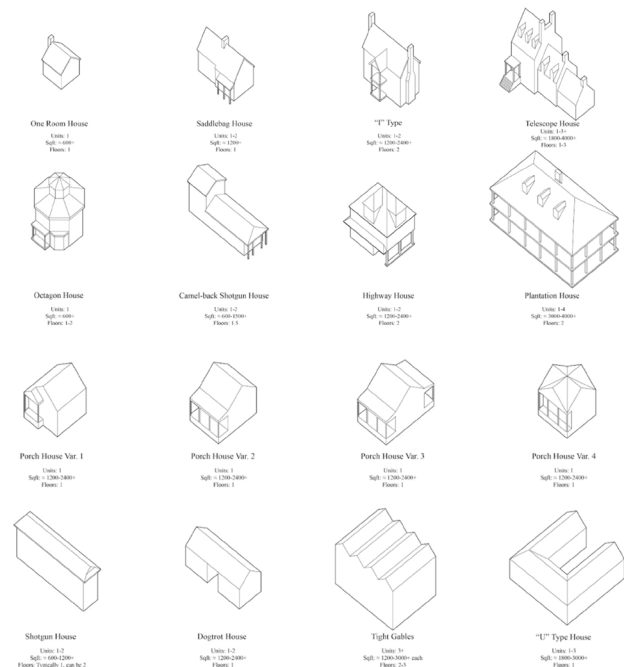 One Room House
Units: 1
Sqft: ≈ 600+
Floors: 1
Saddlebag House
Units: 1-2
Sqft: ≈ 1200+
Floors: 1
"I" Type
Units: 1-2
Sqft: ≈ 1200-2400+
Floors: 2
Telescope House
Units: 1-3+
Sqft: ≈ 1800-4000+
Floors: 1-3
Octagon House
Units: 1
Sqft: ≈ 600+
Floors: 1-2
Camel-back Shotgun House
Units: 1-2
Sqft: ≈ 600-1500+
Floors: 1.5
Highway House
Units: 1-2
Sqft: ≈ 1200-2400+
Floors: 2
Plantation House
Units: 1-4
Sqft: ≈ 3000-4000+
Floors: 2
Porch House Var. 1
Units: 1
Sqft: ≈ 1200-2400+
Floors: 1
Porch House Var. 2
Units: 1
Sqft: ≈ 1200-2400+
Floors: 1
Porch House Var. 3
Units: 1
Sqft: ≈ 1200-2400+
Floors: 1
Porch House Var. 4
Units: 1
Sqft: ≈ 1200-2400+
Floors: 1
Shotgun House
Units: 1-2
Sqft: ≈ 600-1200+
Floors: Typically 1, can be 2
Dogtrot House
Units: 1-2
Sqft: ≈ 1200-2400+
Floors: 1
Tight Gables
Units: 3+
Sqft: ≈ 1200-3000+ each
Floors: 2-3
"U" Type House
Units: 1-3
Sqft: ≈ 1800-3000+
Floors: 1